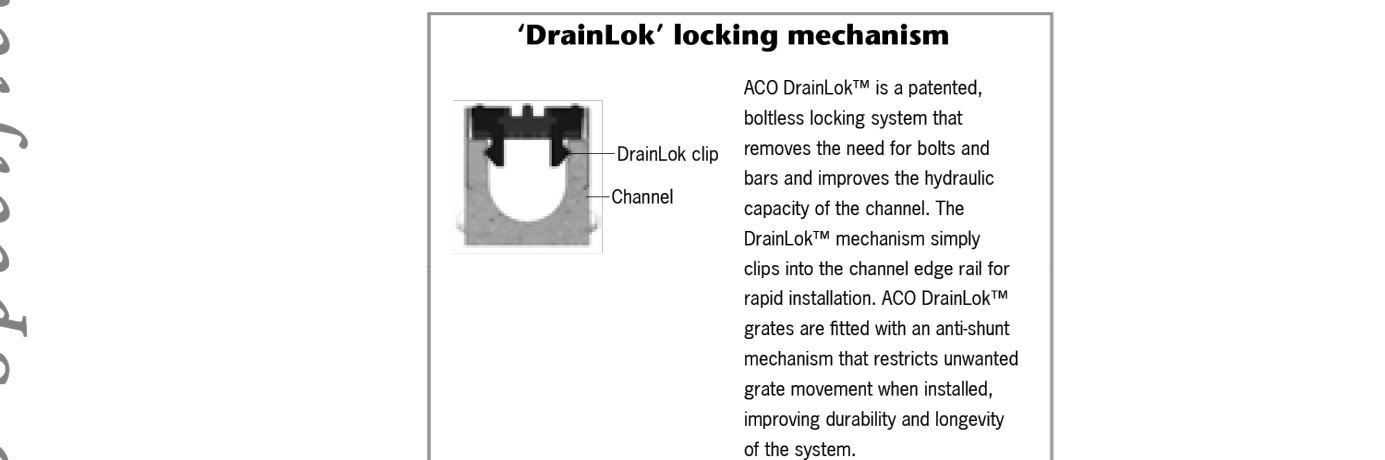 ‘DrainLok’ locking mechanism
DrainLok clip
Channel
ACO DrainLok™ is a patented,
boltless locking system that
removes the need for bolts and
bars and improves the hydraulic
capacity of the channel. The
DrainLok™ mechanism simply
clips into the channel edge rail for
rapid installation. ACO DrainLok™
grates are fitted with an anti-shunt
mechanism that restricts unwanted
grate movement when installed,
improving durability and longevity
of the system.